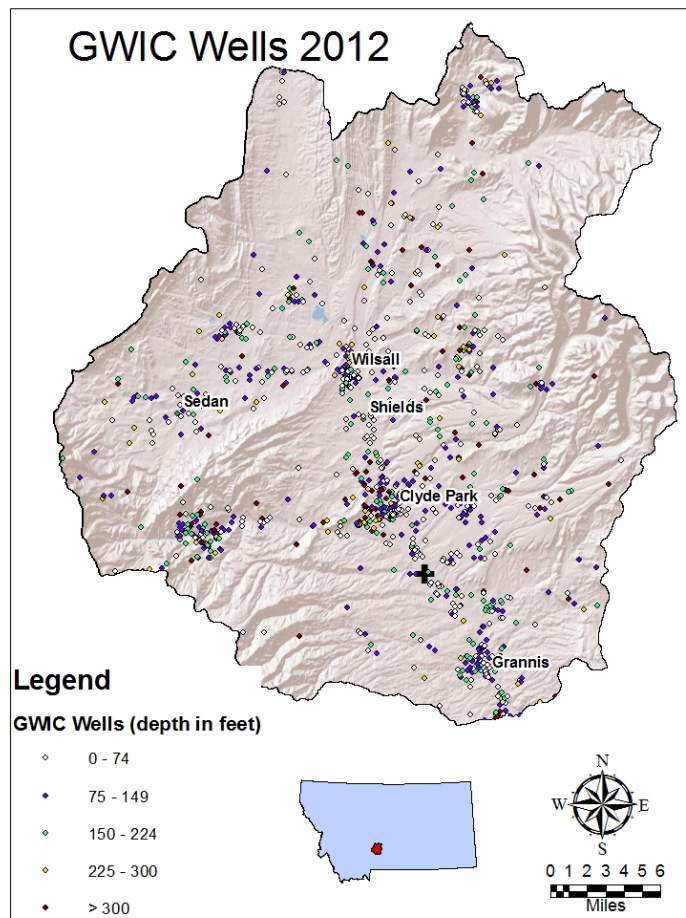 GWIC Wells 2012
Wilsall
Sedan
Shields
Clyde Park
Grannis
Legend
GWIC Wells (depth in feet)
0 - 74
75 - 149
150 - 224
225 - 300
> 300
N
W E
S
0 1 2 3 4 5 6
Miles